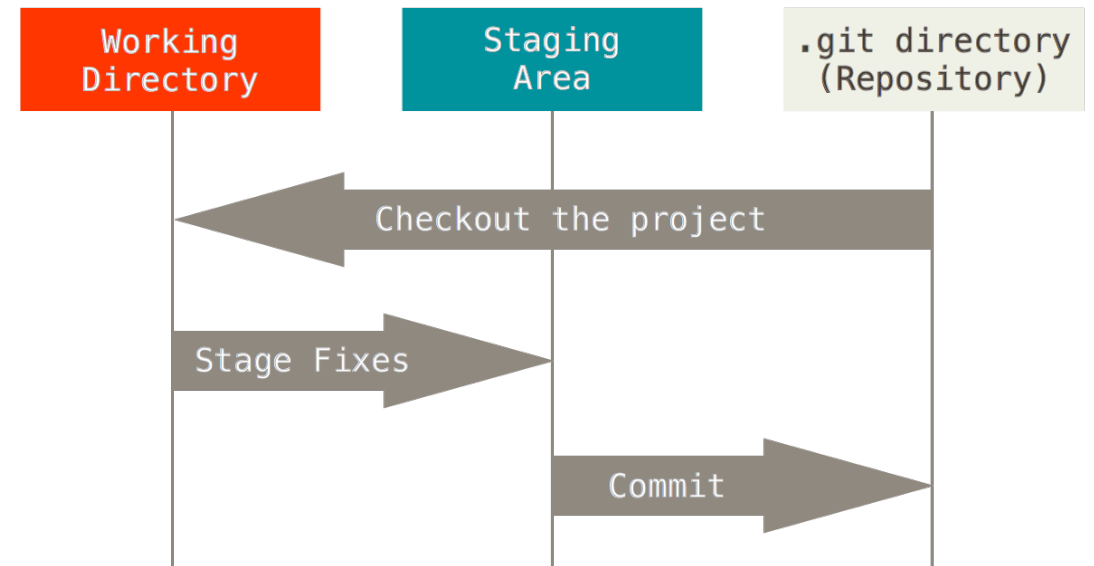 Working
Directory
Staging
Area
.git directory
(Repository)
Checkout the project
Stage Fixes
Commit